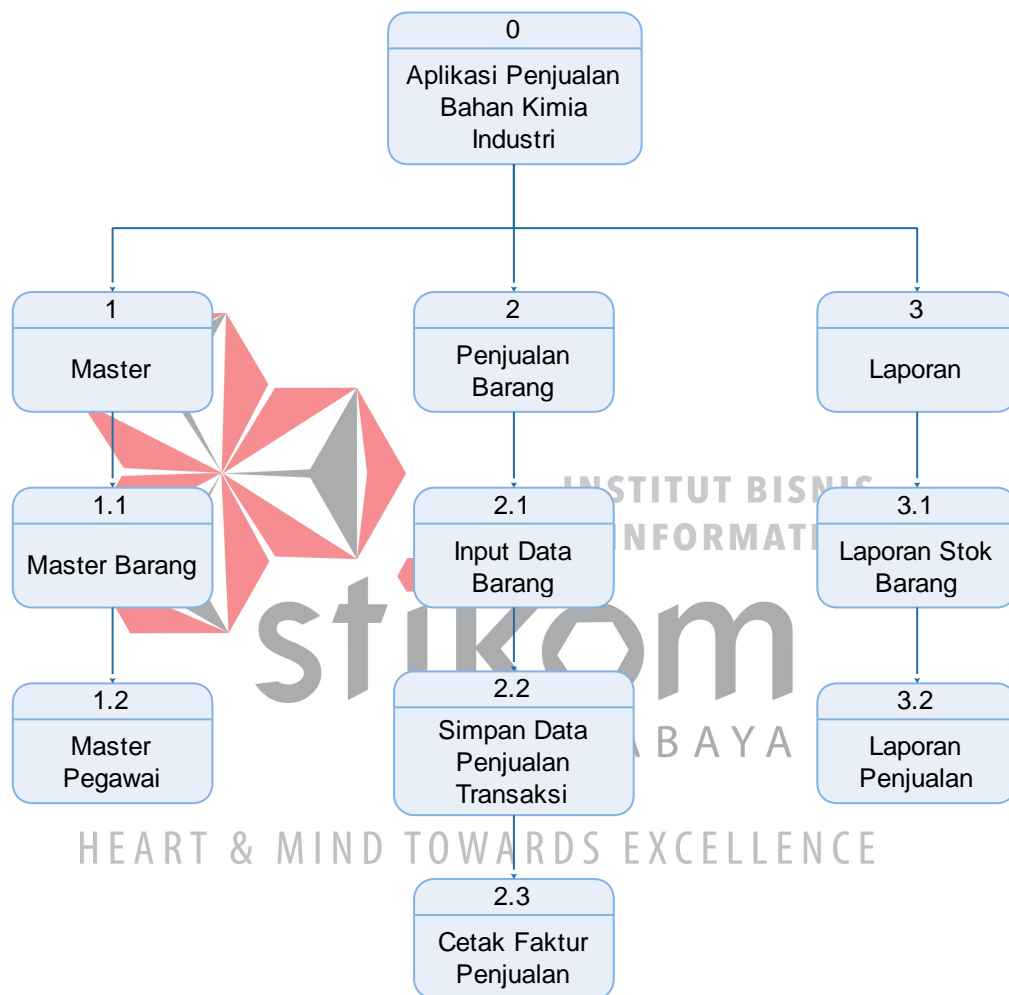 0
Aplikasi Penjualan
Bahan Kimia
Industri
1
Master
2
Penjualan
Barang
3
Laporan
INSTITUT BISNIS
INFORMATI
1.1
Master Barang
2.1
Input Data
Barang
3.1
Laporan Stok
Barang
stikom
ABAYA
1.2
Master
Pegawai
2.2
Simpan Data
Penjualan
Transaksi
3.2
Laporan
Penjualan
HEART & MIND TOWARDS EXCELLENCE
2.3
Cetak Faktur
Penjualan